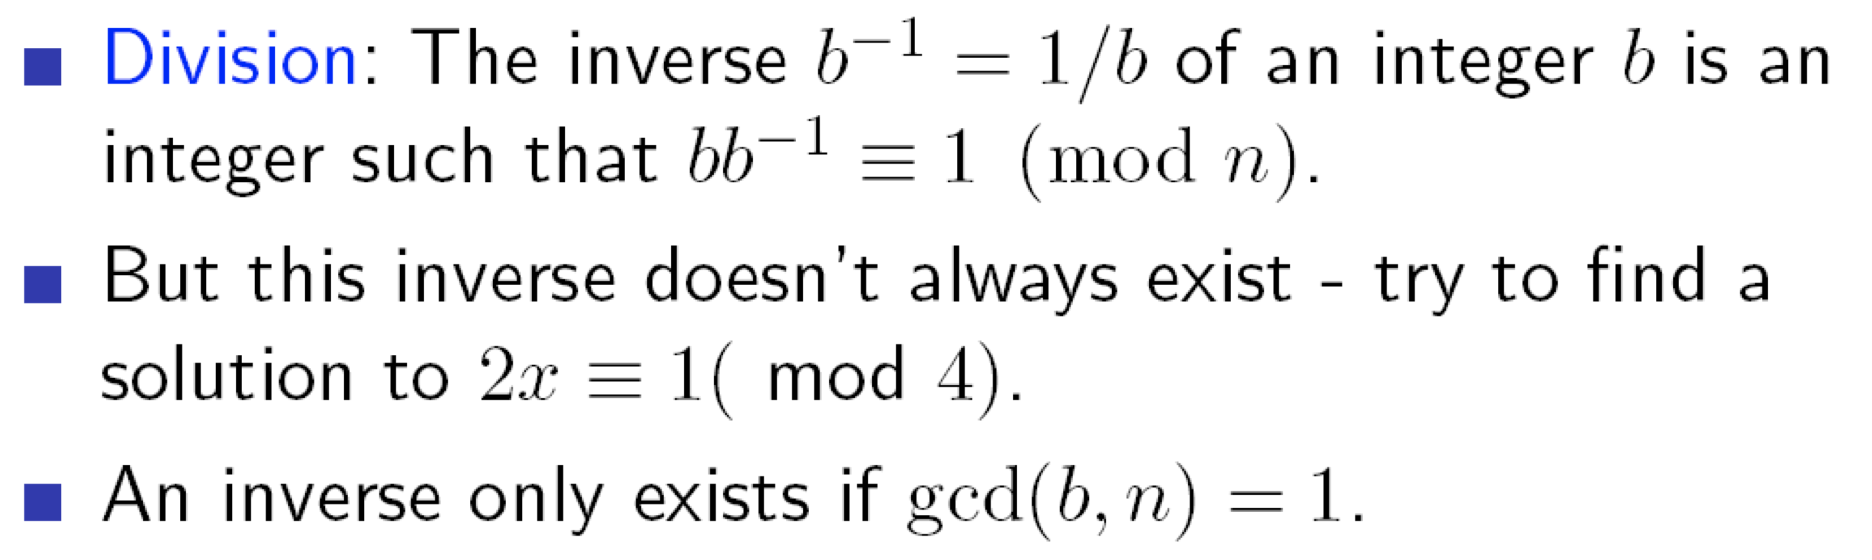 ■ Division: The inverse b⁻¹ = 1/b of an integer b is an
integer such that bb⁻¹ ≡ 1 (mod n).
■ But this inverse doesn't always exist - try to find a
solution to 2x ≡ 1( mod 4).
■ An inverse only exists if gcd(b, n) = 1.